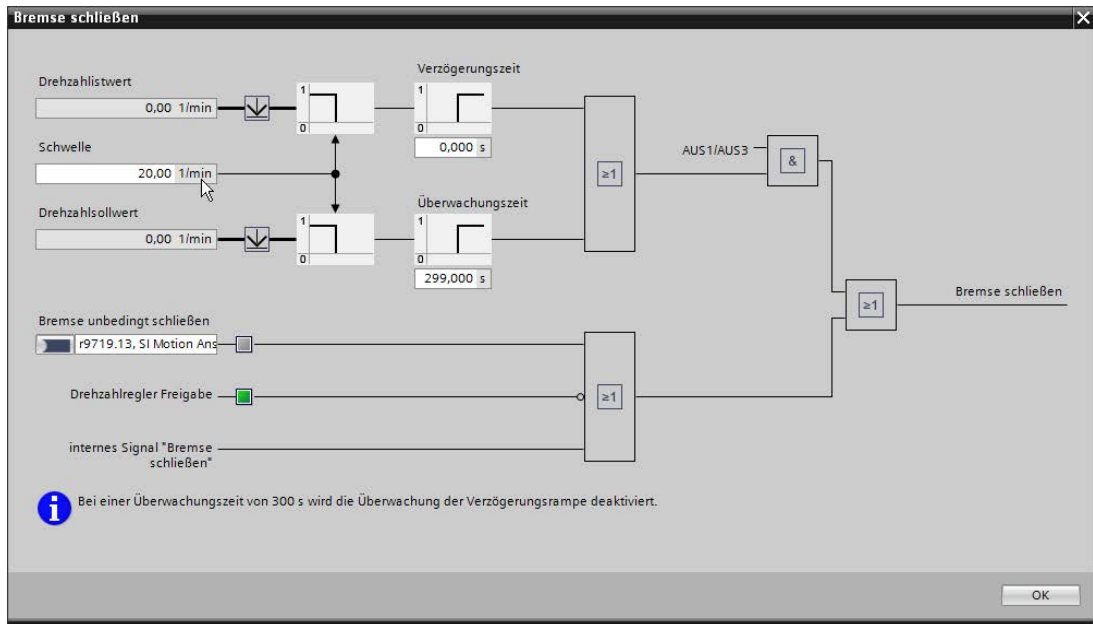 Bremse schließen
Drehzahlistwert
0,00 1/min
Schwelle
20,00 1/min
Drehzahlsollwert
0,00 1/min
1
0
1
0
Verzögerungszeit
1
0
0,000 s
Überwachungszeit
1
0
299,000 s
≥1
AUS1/AUS3
&
≥1
Bremse schließen
Bremse unbedingt schließen
r9719.13, SI Motion Ans
Drehzahlregler Freigabe
internes Signal "Bremse
schließen"
≥1
Bei einer Überwachungszeit von 300 s wird die Überwachung der Verzögerungsrampe deaktiviert.
OK